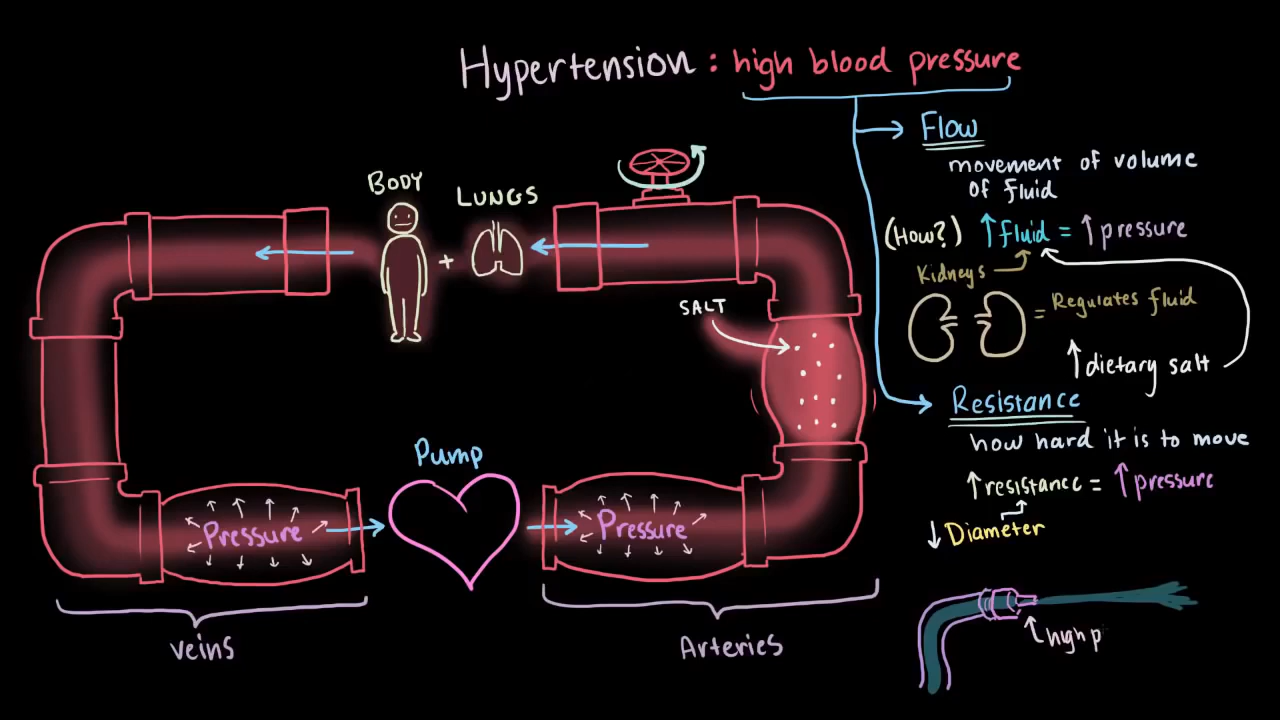 Hypertension : high blood pressure
Flow
movement of volume
of fluid
(How?) ↑fluid = ↑pressure
Kidneys
= Regulates fluid
↑dietary salt
Resistance
how hard it is to move
↑resistance = ↑pressure
↓Diameter
high p
BODY
+
LUNGS
SALT
Pump
Pressure
Pressure
veins
Arteries